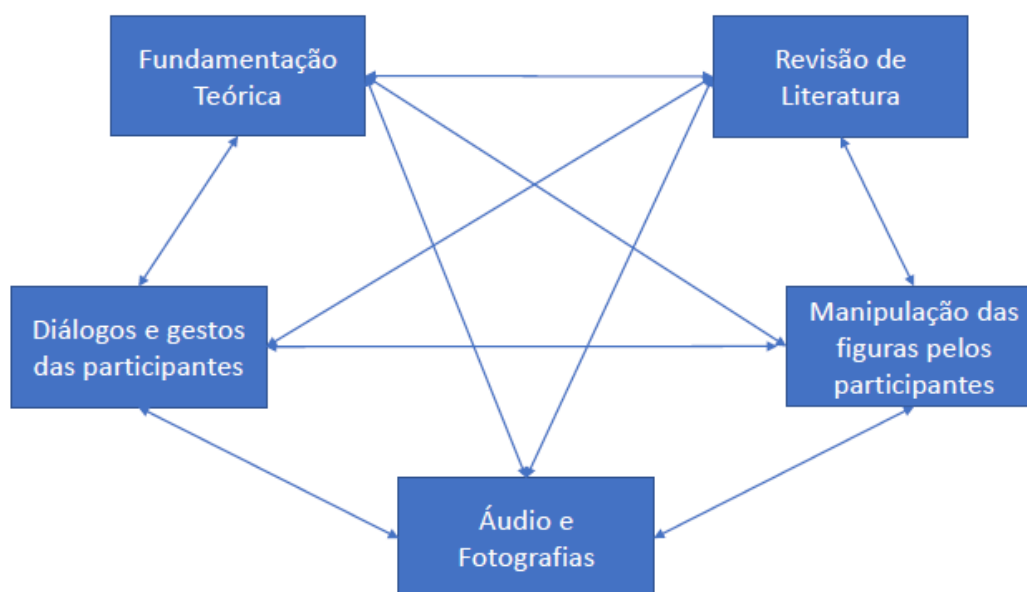 Fundamentação
Teórica
Revisão de
Literatura
Diálogos e gestos
das participantes
Manipulação das
figuras pelos
participantes
Áudio e
Fotografias